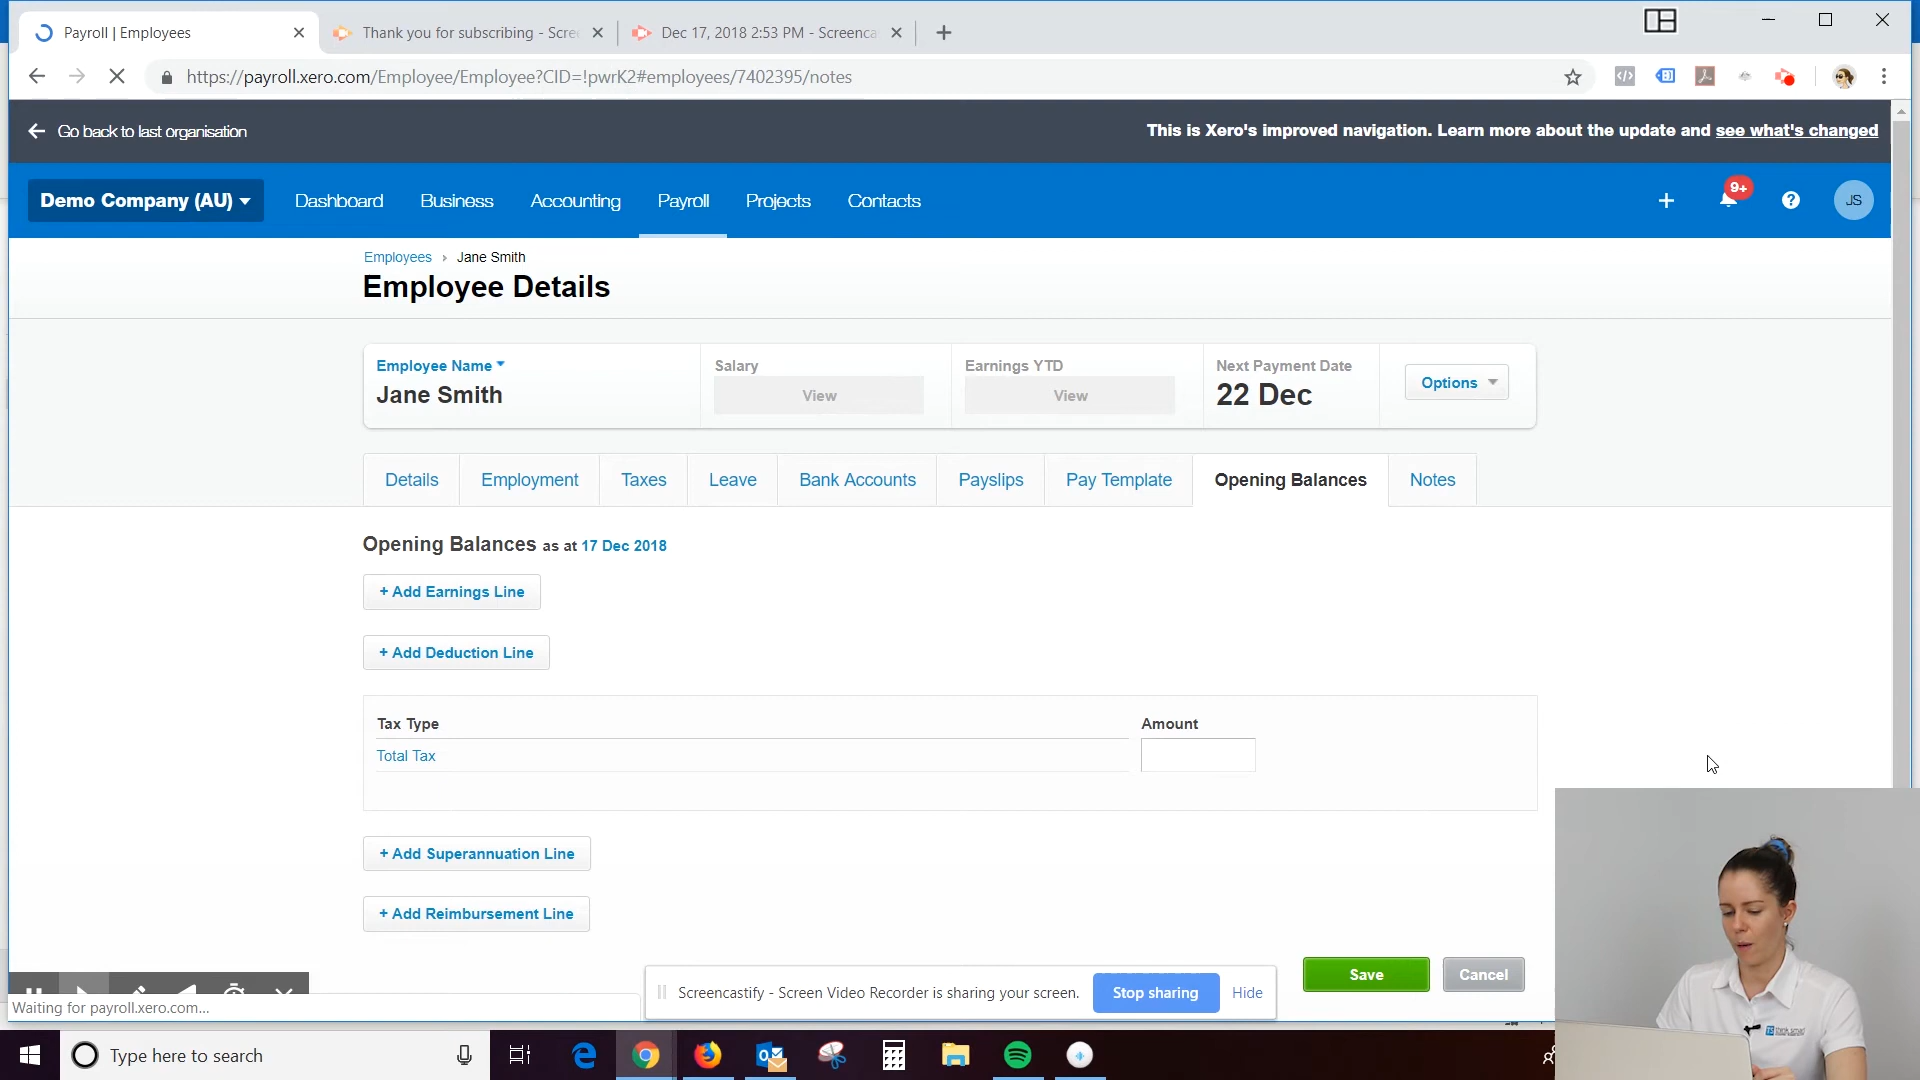 Payroll | Employees
Thank you for subscribing - Scre
Dec 17, 2018 2:53 PM - Screenca
https://payroll.xero.com/Employee/Employee?CID=!pwrK2#employees/7402395/notes
Go back to last organisation
This is Xero's improved navigation. Learn more about the update and see what's changed
Demo Company (AU)
Dashboard
Business
Accounting
Payroll
Projects
Contacts
9+
JS
Employees › Jane Smith
Employee Details
Employee Name
Jane Smith
Salary
View
Earnings YTD
View
Next Payment Date
22 Dec
Options
Details
Employment
Taxes
Leave
Bank Accounts
Payslips
Pay Template
Opening Balances
Notes
Opening Balances as at 17 Dec 2018
+ Add Earnings Line
+ Add Deduction Line
Tax Type
Amount
Total Tax
+ Add Superannuation Line
+ Add Reimbursement Line
Save
Cancel
Screencastify - Screen Video Recorder is sharing your screen.
Stop sharing
Hide
Waiting for payroll.xero.com...
Type here to search